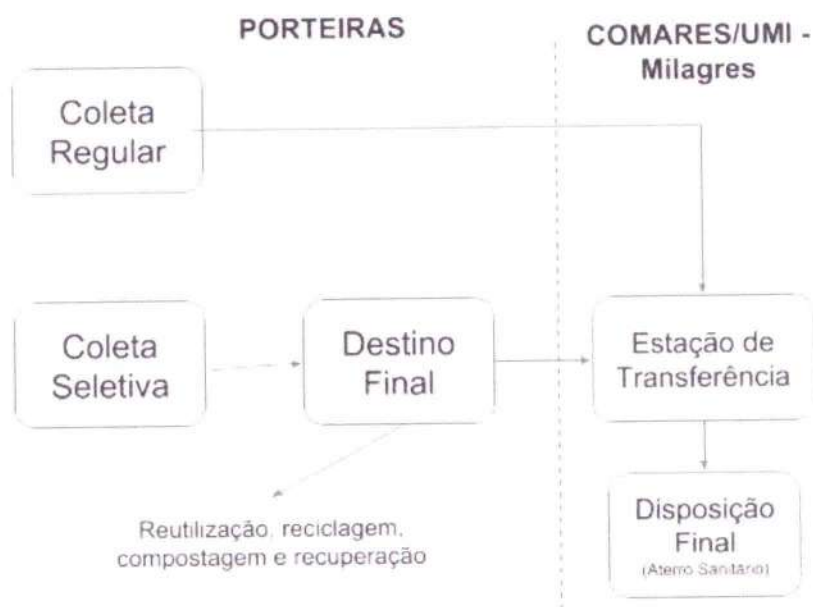 PORTEIRAS
COMARES/UMI -
Milagres
Coleta
Regular
Coleta
Seletiva
Destino
Final
Estação de
Transferência
Reutilização, reciclagem,
compostagem e recuperação
Disposição
Final
(Aterro Sanitário)